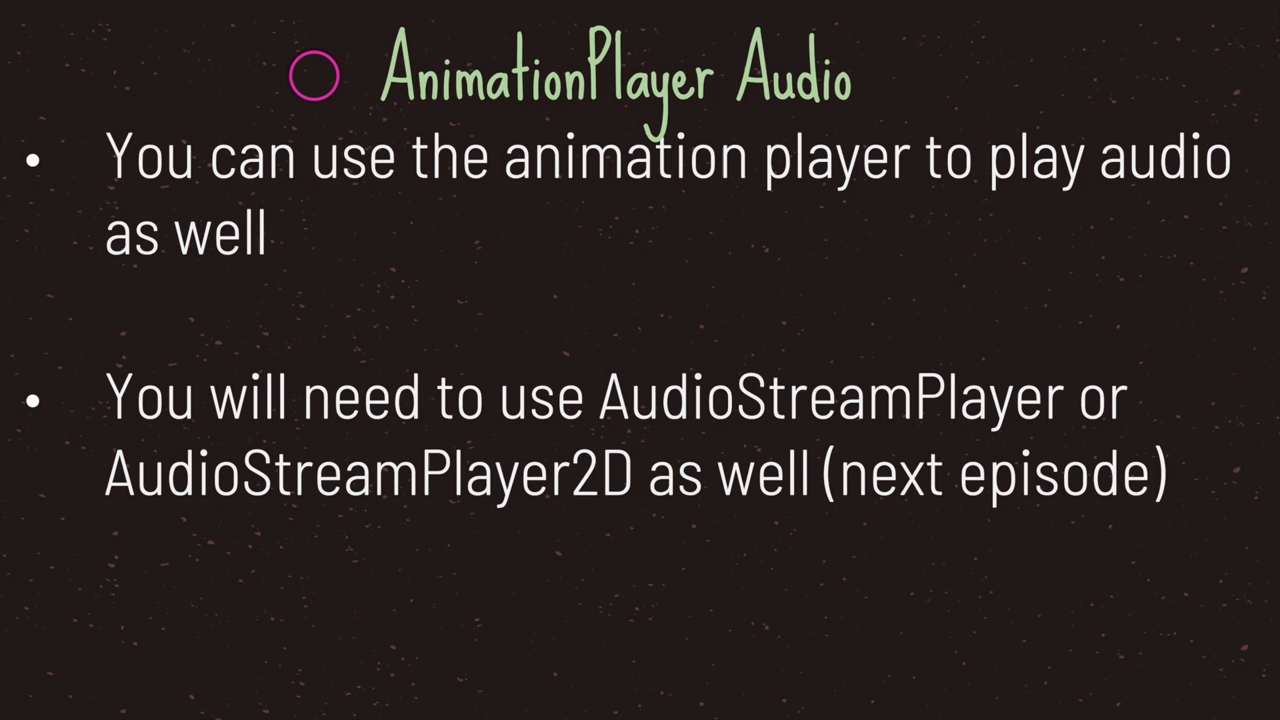 AnimationPlayer Audio
• You can use the animation player to play audio
as well
• You will need to use AudioStreamPlayer or
AudioStreamPlayer2D as well (next episode)